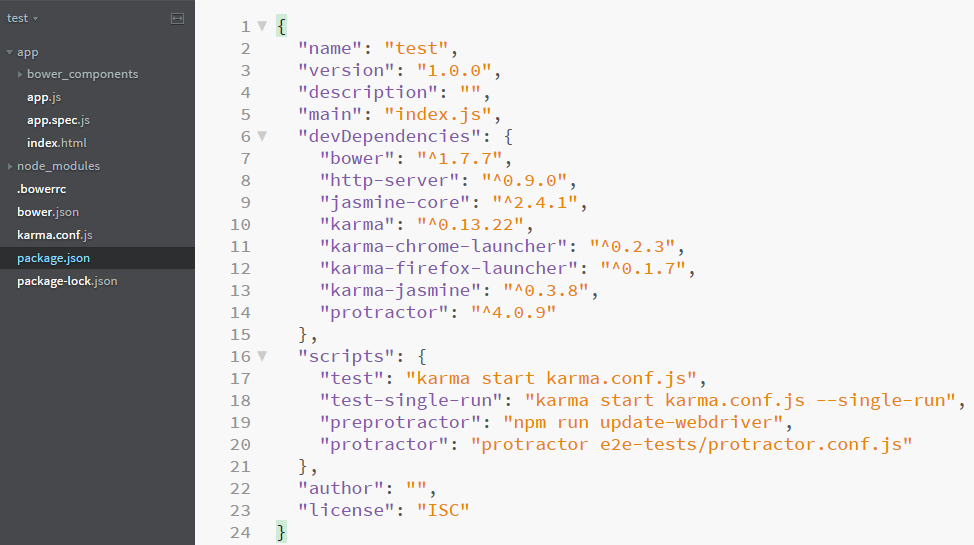 test
app
bower_components
app.js
app.spec.js
index.html
node_modules
.bowerrc
bower.json
karma.conf.js
package.json
package-lock.json
1 {
2 "name": "test",
3 "version": "1.0.0",
4 "description": "",
5 "main": "index.js",
6 "devDependencies": {
7 "bower": "^1.7.7",
8 "http-server": "^0.9.0",
9 "jasmine-core": "^2.4.1",
10 "karma": "^0.13.22",
11 "karma-chrome-launcher": "^0.2.3",
12 "karma-firefox-launcher": "^0.1.7",
13 "karma-jasmine": "^0.3.8",
14 "protractor": "^4.0.9"
15 },
16 "scripts": {
17 "test": "karma start karma.conf.js",
18 "test-single-run": "karma start karma.conf.js --single-run",
19 "preprotractor": "npm run update-webdriver",
20 "protractor": "protractor e2e-tests/protractor.conf.js"
21 },
22 "author": "",
23 "license": "ISC"
24 }